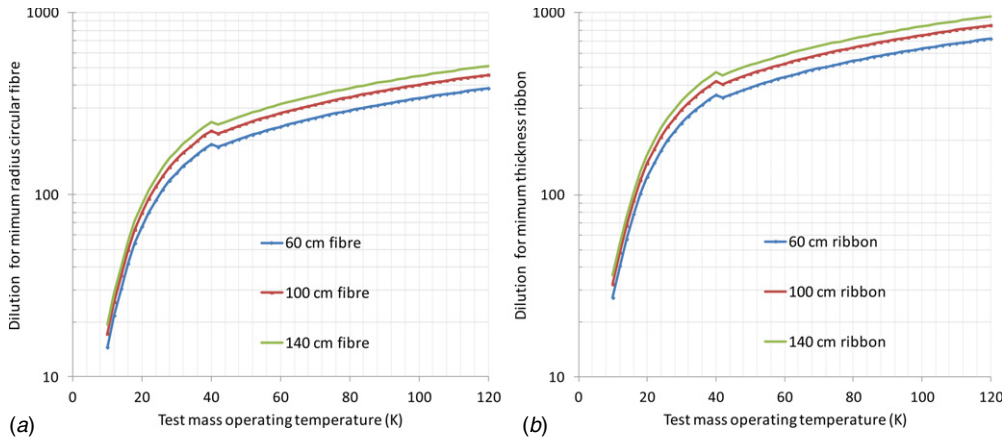 1000
100
10
Dilution for mimum radius circular fibre
60 cm fibre
100 cm fibre
140 cm fibre
0 20 40 60 80 100 120
Test mass operating temperature (K)
(a)
1000
100
10
Dilution for mimum thickness ribbon
60 cm ribbon
100 cm ribbon
140 cm ribbon
0 20 40 60 80 100 120
Test mass operating temperature (K)
(b)